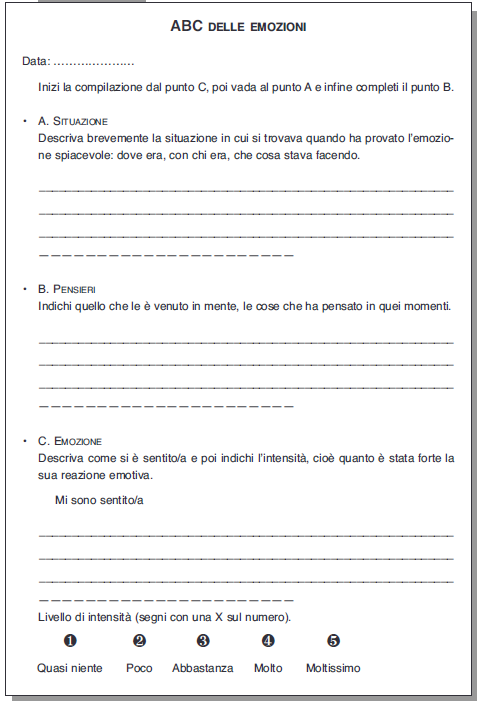 ABC DELLE EMOZIONI
Data: .....................
Inizi la compilazione dal punto C, poi vada al punto A e infine completi il punto B.
• A. SITUAZIONE
Descriva brevemente la situazione in cui si trovava quando ha provato l'emozio-
ne spiacevole: dove era, con chi era, che cosa stava facendo.
• B. PENSIERI
Indichi quello che le è venuto in mente, le cose che ha pensato in quei momenti.
• C. EMOZIONE
Descriva come si è sentito/a e poi indichi l'intensità, cioè quanto è stata forte la
sua reazione emotiva.
Mi sono sentito/a
Livello di intensità (segni con una X sul numero).
❶ ❷ ❸ ❹ ❺
Quasi niente Poco Abbastanza Molto Moltissimo